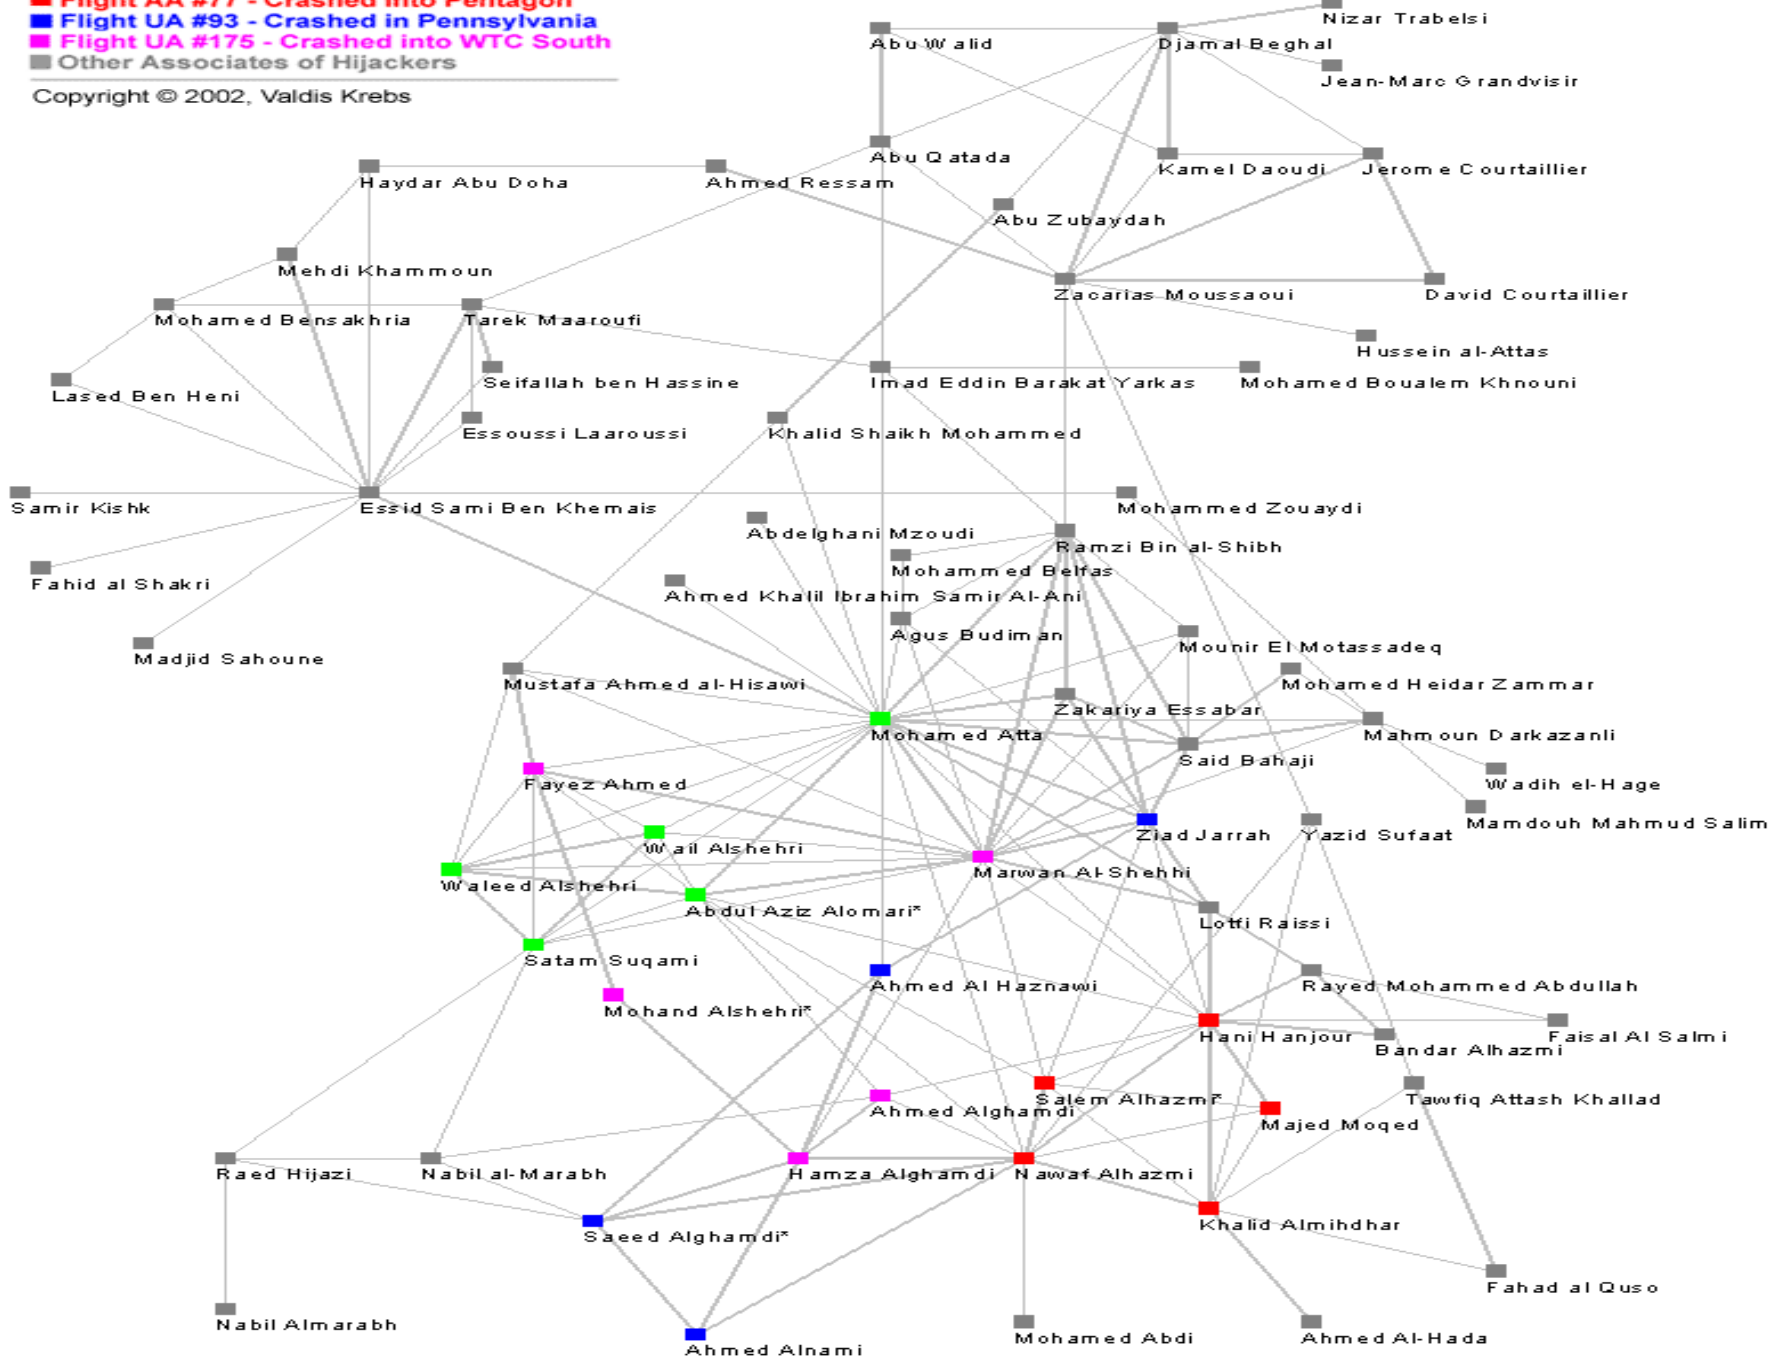 Flight AA #77 - Crashed into Pentagon
Flight UA #93 - Crashed in Pennsylvania
Flight UA #175 - Crashed into WTC South
Other Associates of Hijackers
Copyright © 2002, Valdis Krebs
Nizar Trabelsi
Abu Walid
Djamal Beghal
Jean-Marc Grandvisir
Abu Qatada
Kamel Daoudi
Jerome Courtaillier
Haydar Abu Doha
Ahmed Ressam
Abu Zubaydah
Mehdi Khammoun
Zacarias Moussaoui
David Courtaillier
Mohamed Bensakhria
Tarek Maaroufi
Hussein al-Attas
Seifallah ben Hassine
Imad Eddin Barakat Yarkas
Mohamed Boualem Khnouni
Lased Ben Heni
Essoussi Laaroussi
Khalid Shaikh Mohammed
Samir Kishk
Essid Sami Ben Khemais
Mohammed Zouaydi
Abdelghani Mzoudi
Ramzi Bin al-Shibh
Mohammed Belfas
Fahid al Shakri
Ahmed Khalil Ibrahim Samir Al-Ani
Agus Budiman
Mounir El Motassadeq
Madjid Sahoune
Mustafa Ahmed al-Hisawi
Mohamed Heidar Zammar
Zakariya Essabar
Mohamed Atta
Mahmoun Darkazanli
Said Bahaji
Fayez Ahmed
Wadih el-Hage
Mamdouh Mahmud Salim
Ziad Jarrah
Yazid Sufaat
Wail Alshehri
Marwan Al-Shehhi
Waleed Alshehri
Abdul Aziz Alomari*
Lotfi Raissi
Satam Suqami
Ahmed Al Haznawi
Rayed Mohammed Abdullah
Mohand Alshehri*
Hani Hanjour
Faisal Al Salmi
Bandar Alhazmi
Salem Alhazmi*
Tawfiq Attash Khallad
Ahmed Alghamdi
Majed Moqed
Raed Hijazi
Nabil al-Marabh
Hamza Alghamdi
Nawaf Alhazmi
Khalid Almihdhar
Saeed Alghamdi*
Fahad al Quso
Nabil Almarabh
Mohamed Abdi
Ahmed Al-Hada
Ahmed Alnami